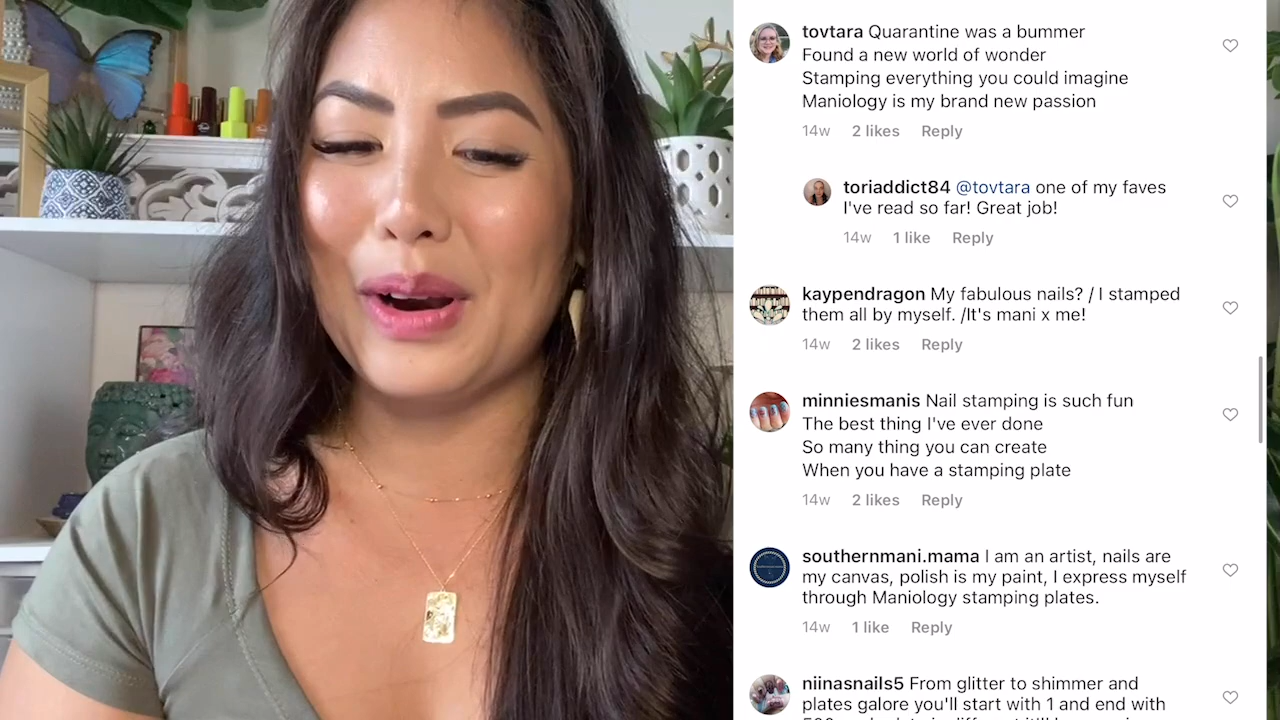 tovtara Quarantine was a bummer
Found a new world of wonder
Stamping everything you could imagine
Maniology is my brand new passion
14w 2 likes Reply
toriaddict84 @tovtara one of my faves
I've read so far! Great job!
14w 1 like Reply
kaypendragon My fabulous nails? / I stamped
them all by myself. /It's mani x me!
14w 2 likes Reply
minniesmanis Nail stamping is such fun
The best thing I've ever done
So many thing you can create
When you have a stamping plate
14w 2 likes Reply
southernmani.mama I am an artist, nails are
my canvas, polish is my paint, I express myself
through Maniology stamping plates.
14w 1 like Reply
niinasnails5 From glitter to shimmer and
plates galore you'll start with 1 and end with